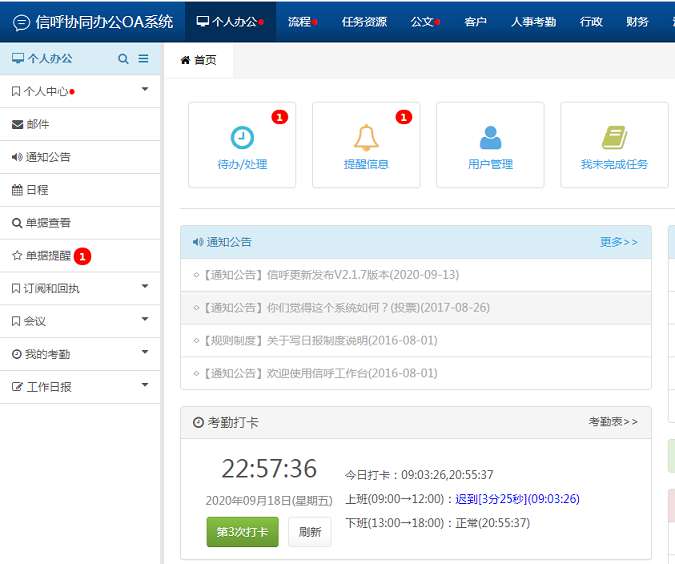 信呼协同办公OA系统 个人办公 流程 任务资源 公文 客户 人事考勤 行政 财务
个人办公
首页
个人中心
邮件
通知公告
日程
单据查看
单据提醒 1
订阅和回执
会议
我的考勤
工作日报
1
待办/处理
1
提醒信息
用户管理
我未完成任务
通知公告 更多>>
◇【通知公告】信呼更新发布V2.1.7版本(2020-09-13)
◇【通知公告】你们觉得这个系统如何？(投票)(2017-08-26)
◇【规则制度】关于写日报制度说明(2016-08-01)
◇【通知公告】欢迎使用信呼工作台(2016-08-01)
考勤打卡 考勤表>>
22:57:36
2020年09月18日(星期五)
第3次打卡 刷新
今日打卡：09:03:26,20:55:37
上班(09:00→12:00)：迟到[3分25秒](09:03:26)
下班(13:00→18:00)：正常(20:55:37)